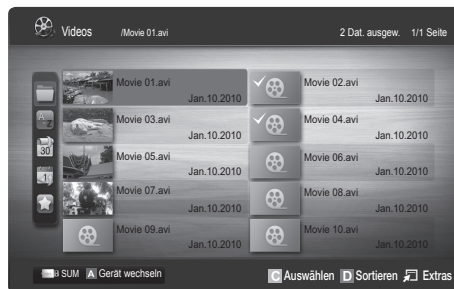 Videos /Movie 01.avi 2 Dat. ausgew. 1/1 Seite
Movie 01.avi Movie 02.avi
Jan.10.2010 Jan.10.2010
Movie 03.avi Movie 04.avi
Jan.10.2010 Jan.10.2010
Movie 05.avi Movie 06.avi
Jan.10.2010 Jan.10.2010
Movie 07.avi Movie 08.avi
Jan.10.2010 Jan.10.2010
Movie 09.avi Movie 10.avi
Jan.10.2010 Jan.10.2010
SUM A Gerät wechseln C Auswählen D Sortieren Extras